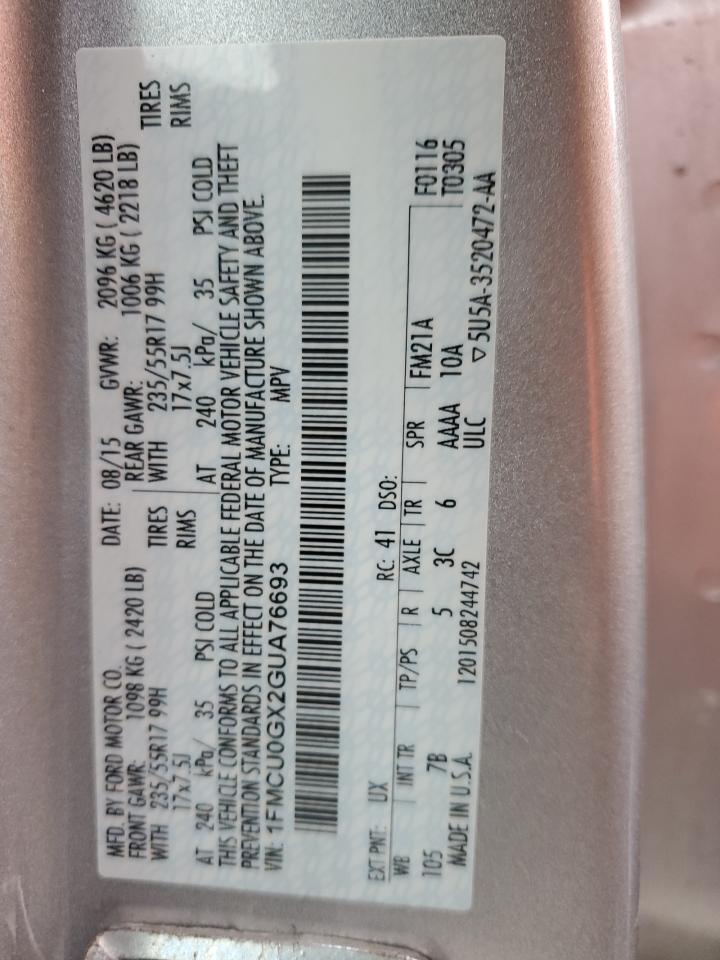 MFD. BY FORD MOTOR CO. DATE: 08/15 GVWR: 2096 KG ( 4620 LB)
FRONT GAWR: 1098 KG ( 2420 LB) REAR GAWR: 1006 KG ( 2218 LB)
WITH 235/55R17 99H TIRES WITH 235/55R17 99H TIRES
17x7.5J RIMS 17x7.5J RIMS
AT 240 kPa/ 35 PSI COLD AT 240 kPa/ 35 PSI COLD
THIS VEHICLE CONFORMS TO ALL APPLICABLE FEDERAL MOTOR VEHICLE SAFETY AND THEFT
PREVENTION STANDARDS IN EFFECT ON THE DATE OF MANUFACTURE SHOWN ABOVE.
VIN: 1FMCU0GX2GUA76693 TYPE: MPV
EXT PNT: UX RC: 41 DSO:
WB INT TR TP/PS R AXLE TR SPR FM21A F0116
105 7B 5 3C 6 AAAA 10A T0305
MADE IN U.S.A. 1201508244742 ULC ▽5U5A-3520472-AA